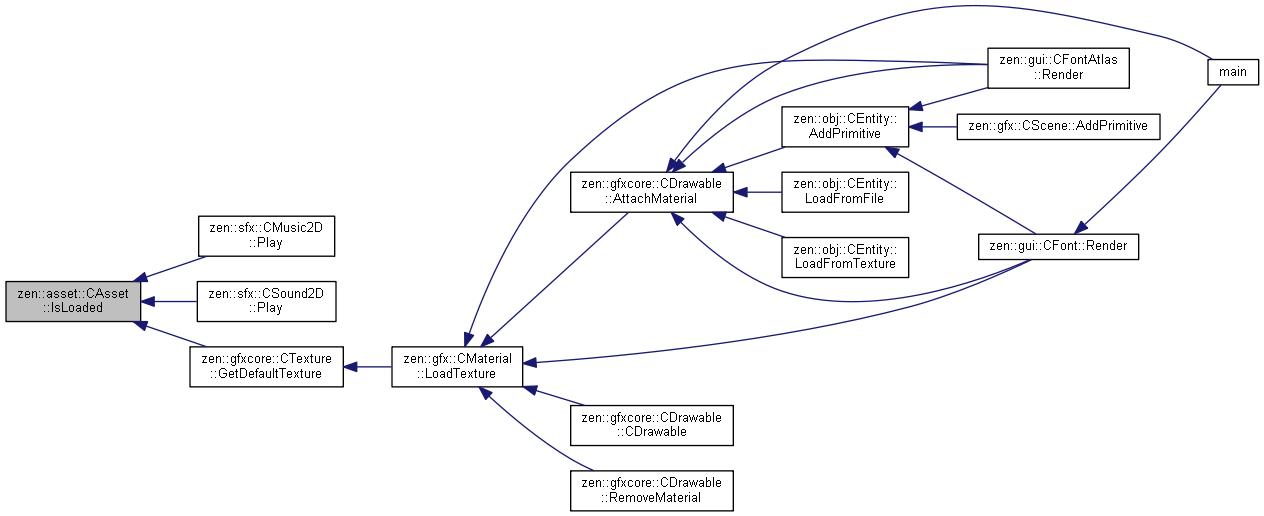 zen::gui::CFontAtlas
::Render
main
zen::obj::CEntity::
AddPrimitive
zen::gfx::CScene::AddPrimitive
zen::gfxcore::CDrawable
::AttachMaterial
zen::obj::CEntity::
LoadFromFile
zen::sfx::CMusic2D
::Play
zen::gui::CFont::Render
zen::obj::CEntity::
LoadFromTexture
zen::asset::CAsset
::IsLoaded
zen::sfx::CSound2D
::Play
zen::gfxcore::CTexture
::GetDefaultTexture
zen::gfx::CMaterial
::LoadTexture
zen::gfxcore::CDrawable
::CDrawable
zen::gfxcore::CDrawable
::RemoveMaterial